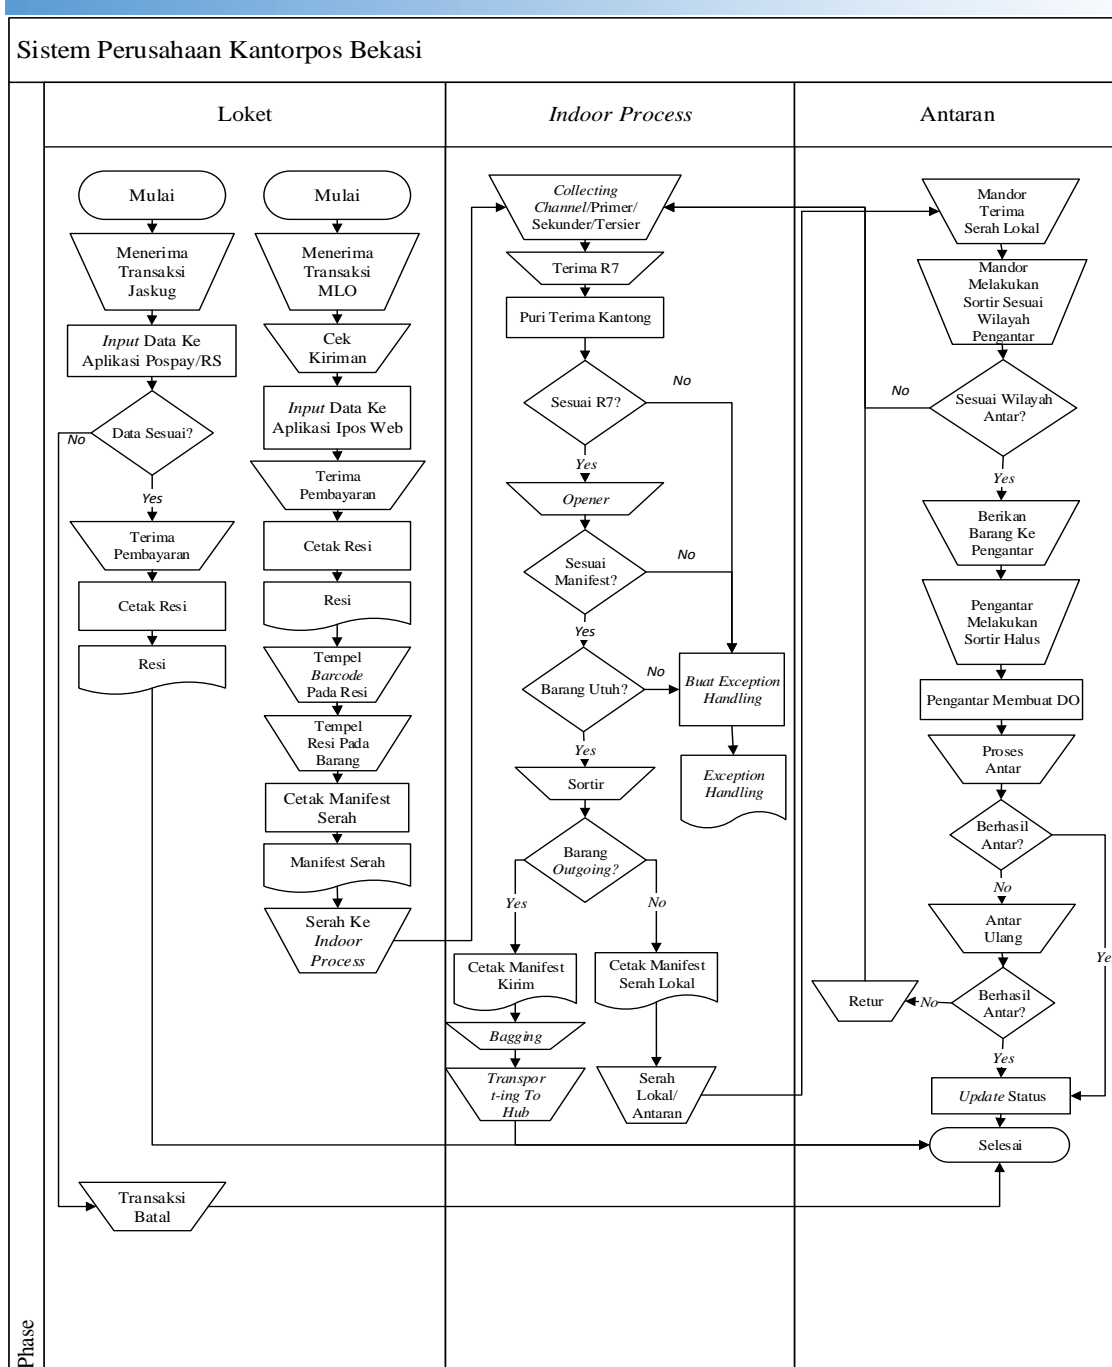 Sistem Perusahaan Kantorpos Bekasi
Loket
Indoor Process
Antaran
Mulai
Menerima
Transaksi
Jaskug
Input Data Ke
Aplikasi Pospay/RS
Data Sesuai?
No
Yes
Terima
Pembayaran
Cetak Resi
Resi
Transaksi
Batal
Mulai
Menerima
Transaksi
MLO
Cek
Kiriman
Input Data Ke
Aplikasi Ipos Web
Terima
Pembayaran
Cetak Resi
Resi
Tempel
Barcode
Pada Resi
Tempel
Resi Pada
Barang
Cetak Manifest
Serah
Manifest Serah
Serah Ke
Indoor
Process
Collecting
Channel/Primer/
Sekunder/Tersier
Terima R7
Puri Terima Kantong
Sesuai R7?
No
Yes
Opener
Sesuai
Manifest?
No
Yes
Barang Utuh?
No
Buat Exception
Handling
Exception
Handling
Yes
Sortir
Barang
Outgoing?
Yes
No
Cetak Manifest
Kirim
Bagging
Transpor
t-ing To
Hub
Cetak Manifest
Serah Lokal
Serah
Lokal/
Antaran
Mandor
Terima
Serah Lokal
Mandor
Melakukan
Sortir Sesuai
Wilayah
Pengantar
Sesuai Wilayah
Antar?
No
Yes
Berikan
Barang Ke
Pengantar
Pengantar
Melakukan
Sortir Halus
Pengantar Membuat DO
Proses
Antar
Berhasil
Antar?
No
Yes
Antar
Ulang
Berhasil
Antar?
No
Retur
Yes
Update Status
Selesai
Phase